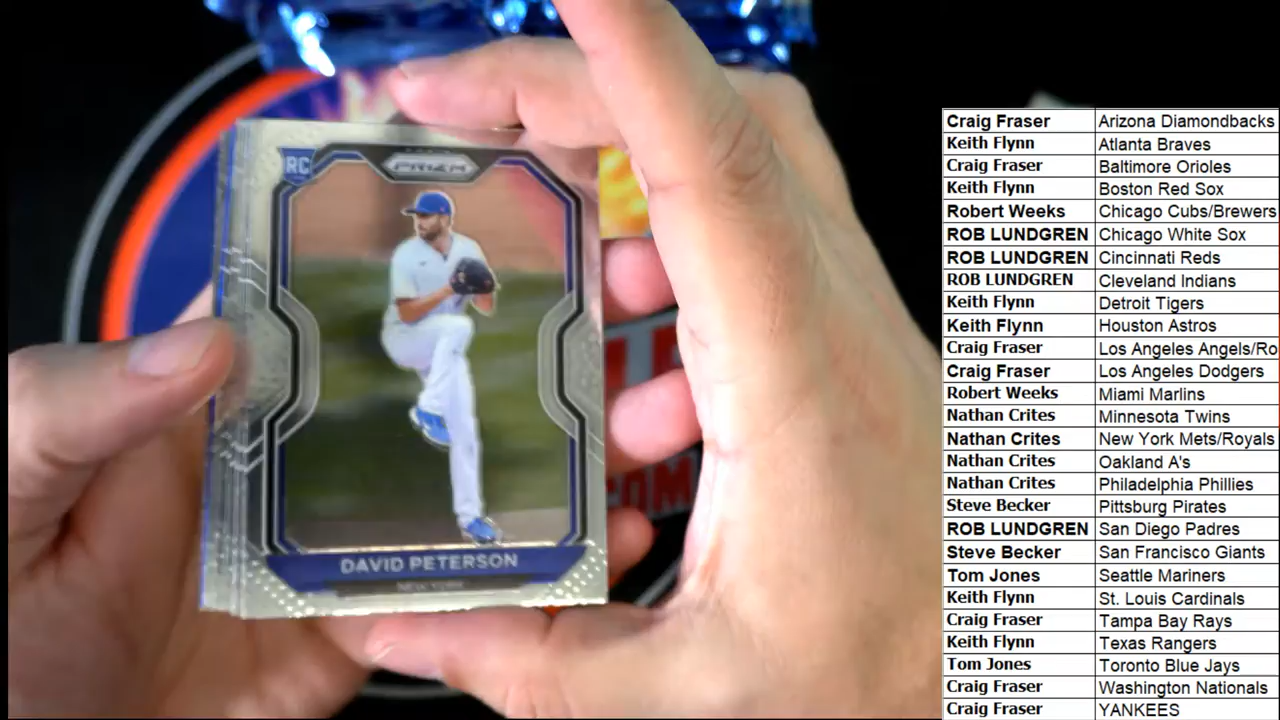 RC
PRIZM
DAVID PETERSON
NEW YORK
Craig Fraser Arizona Diamondbacks
Keith Flynn Atlanta Braves
Craig Fraser Baltimore Orioles
Keith Flynn Boston Red Sox
Robert Weeks Chicago Cubs/Brewers
ROB LUNDGREN Chicago White Sox
ROB LUNDGREN Cincinnati Reds
ROB LUNDGREN Cleveland Indians
Keith Flynn Detroit Tigers
Keith Flynn Houston Astros
Craig Fraser Los Angeles Angels/Ro
Craig Fraser Los Angeles Dodgers
Robert Weeks Miami Marlins
Nathan Crites Minnesota Twins
Nathan Crites New York Mets/Royals
Nathan Crites Oakland A's
Nathan Crites Philadelphia Phillies
Steve Becker Pittsburg Pirates
ROB LUNDGREN San Diego Padres
Steve Becker San Francisco Giants
Tom Jones Seattle Mariners
Keith Flynn St. Louis Cardinals
Craig Fraser Tampa Bay Rays
Keith Flynn Texas Rangers
Tom Jones Toronto Blue Jays
Craig Fraser Washington Nationals
Craig Fraser YANKEES